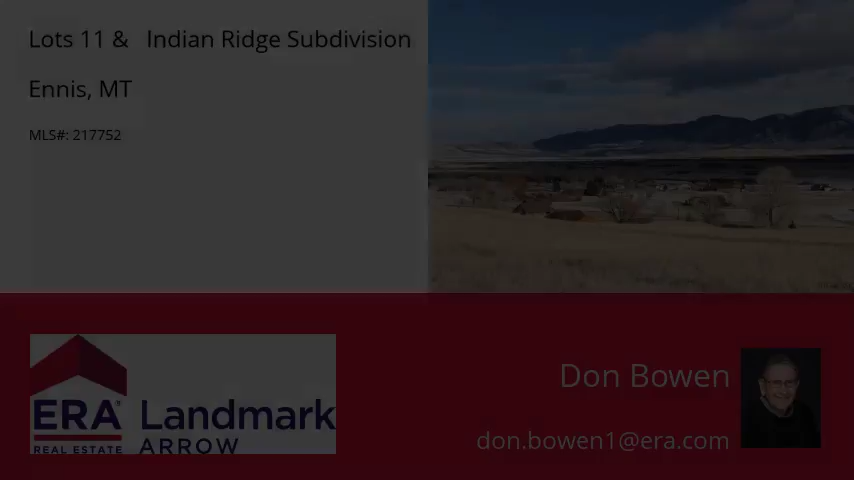 Lots 11 & Indian Ridge Subdivision
Ennis, MT
MLS#: 217752
ERA
REAL ESTATE
Landmark
ARROW
Don Bowen
don.bowen1@era.com